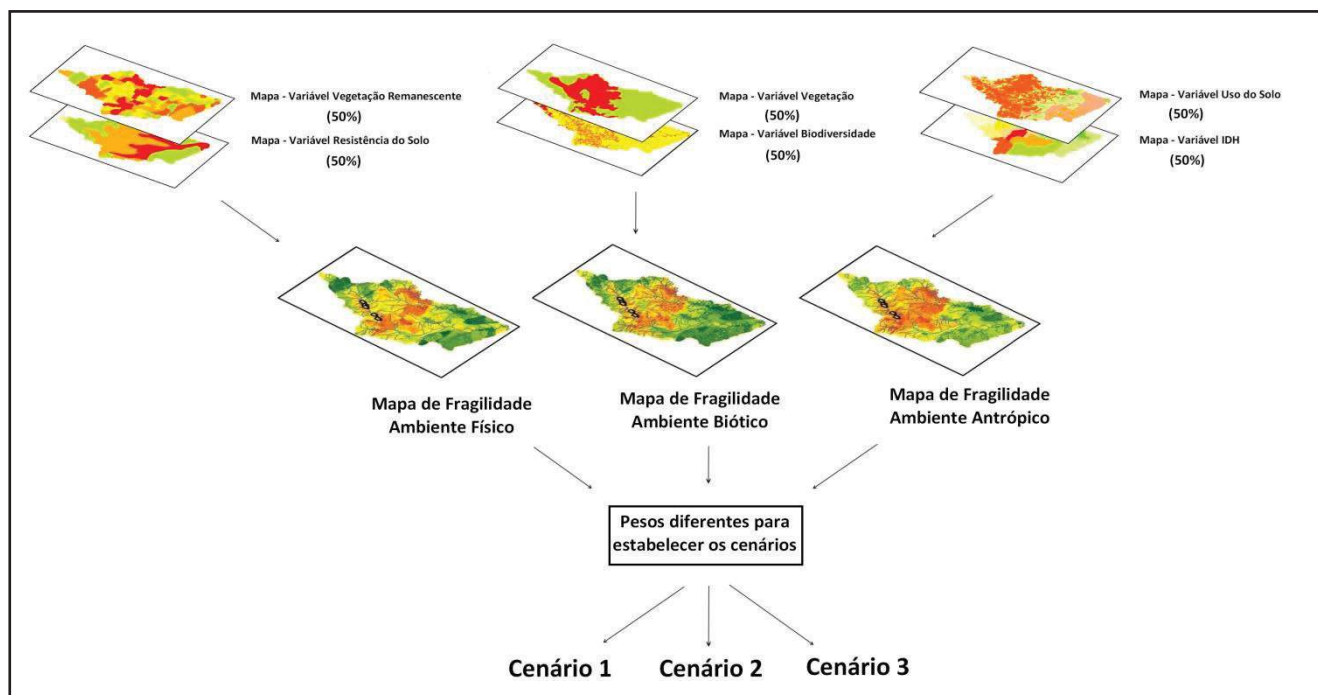 Mapa - Variável Vegetação Remanescente
(50%)
Mapa - Variável Resistência do Solo
(50%)
Mapa - Variável Vegetação
(50%)
Mapa - Variável Biodiversidade
(50%)
Mapa - Variável Uso do Solo
(50%)
Mapa - Variável IDH
(50%)
Mapa de Fragilidade
Ambiente Físico
Mapa de Fragilidade
Ambiente Biótico
Mapa de Fragilidade
Ambiente Antrópico
Pesos diferentes para
estabelecer os cenários
Cenário 1
Cenário 2
Cenário 3